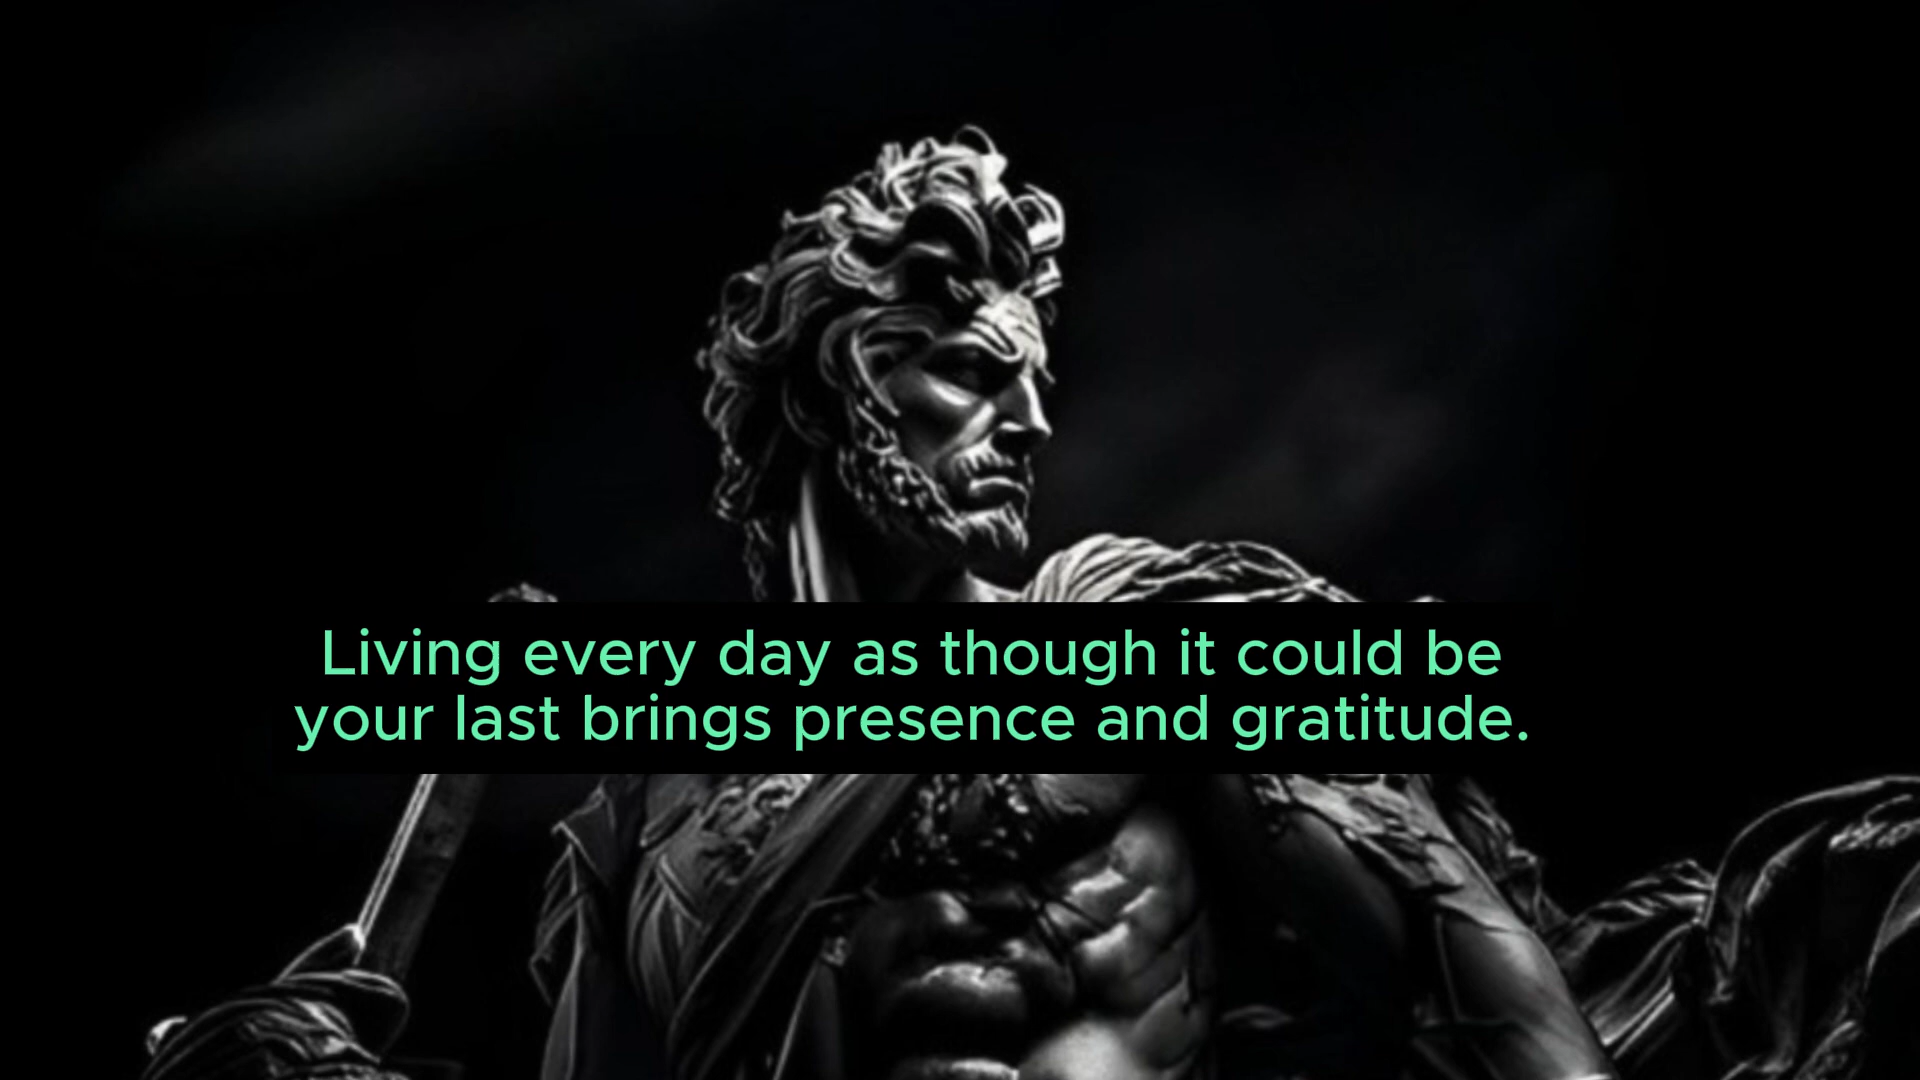 Living every day as though it could be
your last brings presence and gratitude.